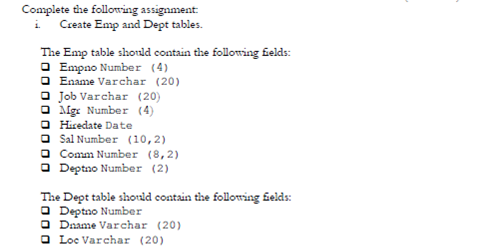 Complete the following assignment:
i. Create Emp and Dept tables.
The Emp table should contain the following fields:
❑ Empno Number (4)
❑ Ename Varchar (20)
❑ Job Varchar (20)
❑ Mgr Number (4)
❑ Hiredate Date
❑ Sal Number (10,2)
❑ Comm Number (8,2)
❑ Deptno Number (2)
The Dept table should contain the following fields:
❑ Deptno Number
❑ Dname Varchar (20)
❑ Loc Varchar (20)